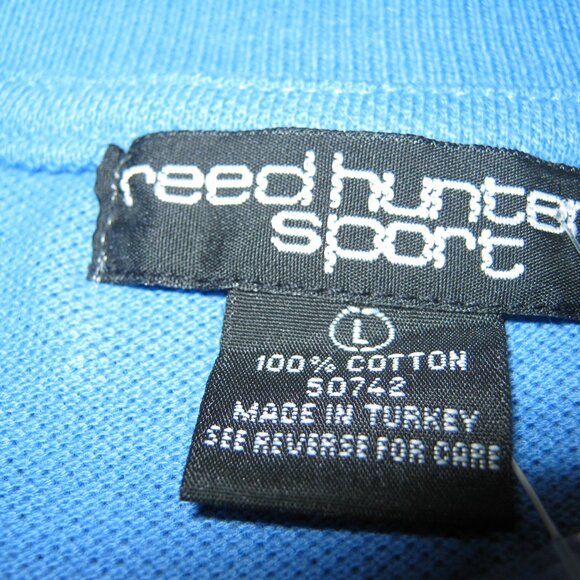 reed hunter
sport
L
100% COTTON
50742
MADE IN TURKEY
SEE REVERSE FOR CARE